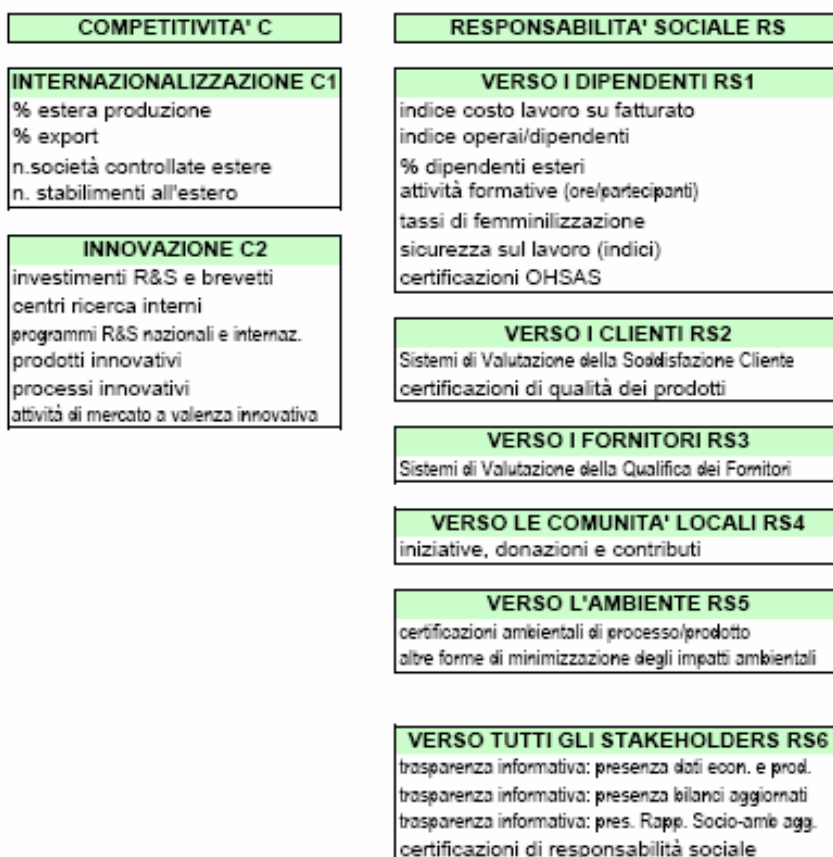 COMPETITIVITA' C
INTERNAZIONALIZZAZIONE C1
% estera produzione
% export
n.società controllate estere
n. stabilimenti all'estero
INNOVAZIONE C2
investimenti R&S e brevetti
centri ricerca interni
programmi R&S nazionali e internaz.
prodotti innovativi
processi innovativi
attività di mercato a valenza innovativa
RESPONSABILITA' SOCIALE RS
VERSO I DIPENDENTI RS1
indice costo lavoro su fatturato
indice operai/dipendenti
% dipendenti esteri
attività formative (ore/partecipanti)
tassi di femminilizzazione
sicurezza sul lavoro (indici)
certificazioni OHSAS
VERSO I CLIENTI RS2
Sistemi di Valutazione della Soddisfazione Cliente
certificazioni di qualità dei prodotti
VERSO I FORNITORI RS3
Sistemi di Valutazione della Qualifica dei Fornitori
VERSO LE COMUNITA' LOCALI RS4
iniziative, donazioni e contributi
VERSO L'AMBIENTE RS5
certificazioni ambientali di processo/prodotto
altre forme di minimizzazione degli impatti ambientali
VERSO TUTTI GLI STAKEHOLDERS RS6
trasparenza informativa: presenza dati econ. e prod.
trasparenza informativa: presenza bilanci aggiornati
trasparenza informativa: pres. Rapp. Socio-amb agg.
certificazioni di responsabilità sociale